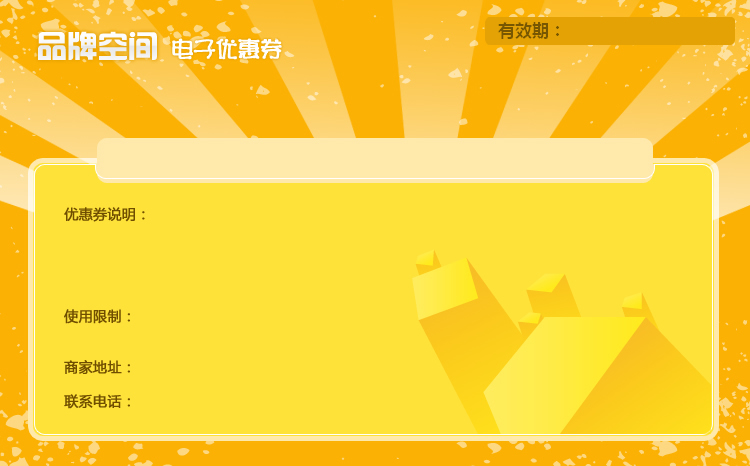 品牌空间 电子优惠券
有效期：
优惠券说明：
使用限制：
商家地址：
联系电话：